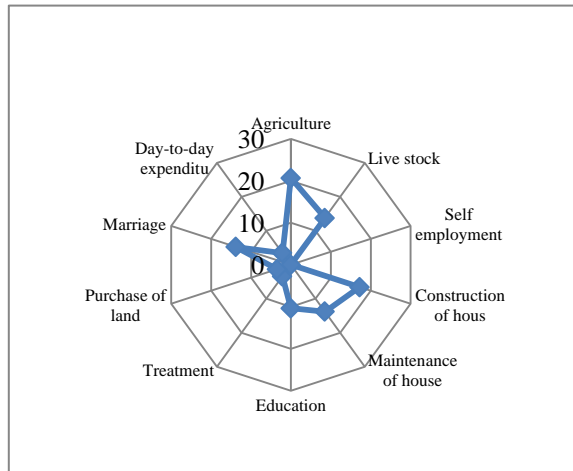 Agriculture
30
Live stock
Day-to-day
expenditu
20
Self
employment
Marriage
10
0
Purchase of
land
Construction
of hous
Treatment
Maintenance
of house
Education